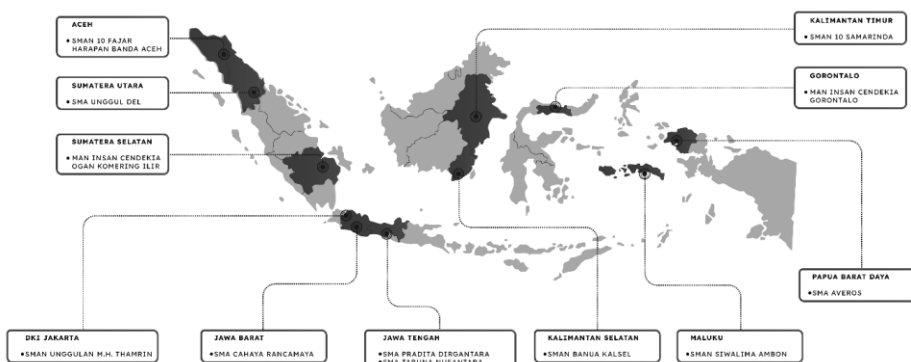 ACEH
•SMAN 10 FAJAR
HARAPAN BANDA ACEH
SUMATERA UTARA
•SMA UNGGUL DEL
SUMATERA SELATAN
•MAN INSAN CENDEKIA
OGAN KOMERING ILIR
KALIMANTAN TIMUR
•SMAN 10 SAMARINDA
GORONTALO
•MAN INSAN CENDEKIA
GORONTALO
PAPUA BARAT DAYA
•SMA AVEROS
DKI JAKARTA
•SMAN UNGGULAN M.H. THAMRIN
JAWA BARAT
•SMA CAHAYA RANCAMAYA
JAWA TENGAH
•SMA PRADITA DIRGANTARA
•SMA TARUNA NUSANTARA
KALIMANTAN SELATAN
•SMAN BANUA KALSEL
MALUKU
•SMAN SIWALIMA AMBON